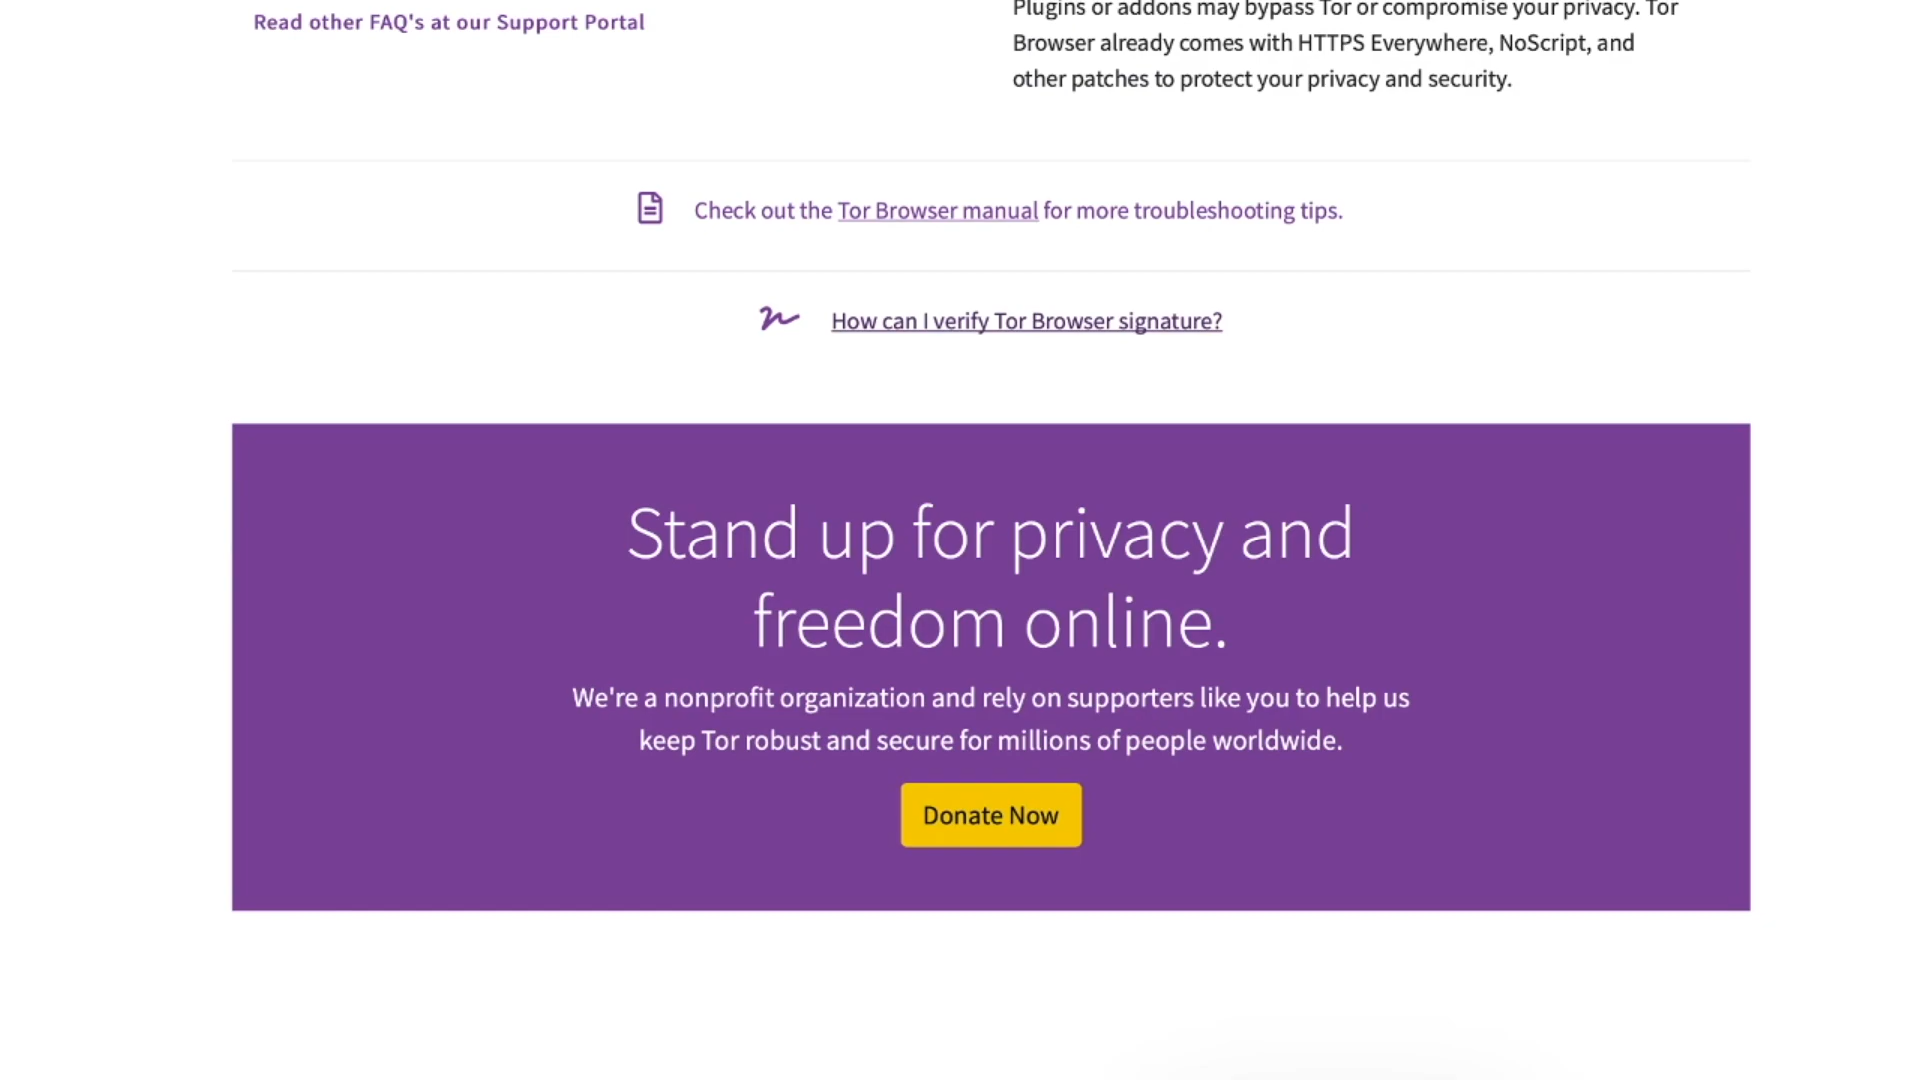 Read other FAQ's at our Support Portal
Plugins or addons may bypass Tor or compromise your privacy. Tor
Browser already comes with HTTPS Everywhere, NoScript, and
other patches to protect your privacy and security.
Check out the Tor Browser manual for more troubleshooting tips.
How can I verify Tor Browser signature?
Stand up for privacy and
freedom online.
We're a nonprofit organization and rely on supporters like you to help us
keep Tor robust and secure for millions of people worldwide.
Donate Now